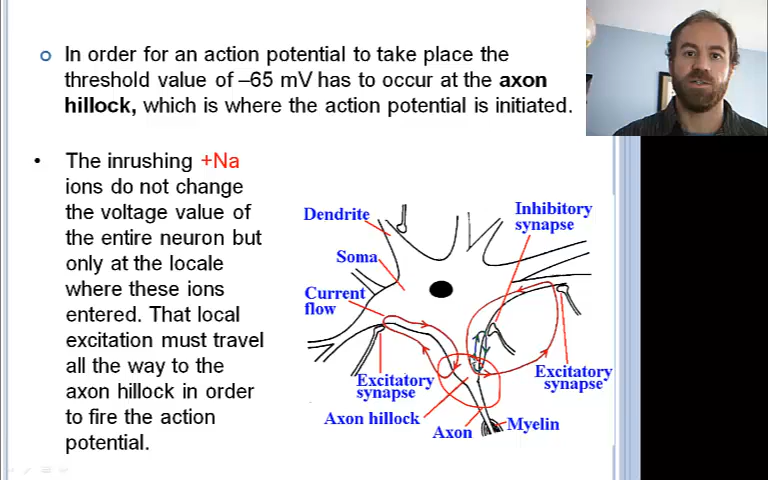 In order for an action potential to take place the
threshold value of –65 mV has to occur at the axon
hillock, which is where the action potential is initiated.
The inrushing +Na
ions do not change
the voltage value of
the entire neuron but
only at the locale
where these ions
entered. That local
excitation must travel
all the way to the
axon hillock in order
to fire the action
potential.
Dendrite
Inhibitory
synapse
Soma
Current
flow
Excitatory
synapse
Excitatory
synapse
Axon hillock
Axon
Myelin